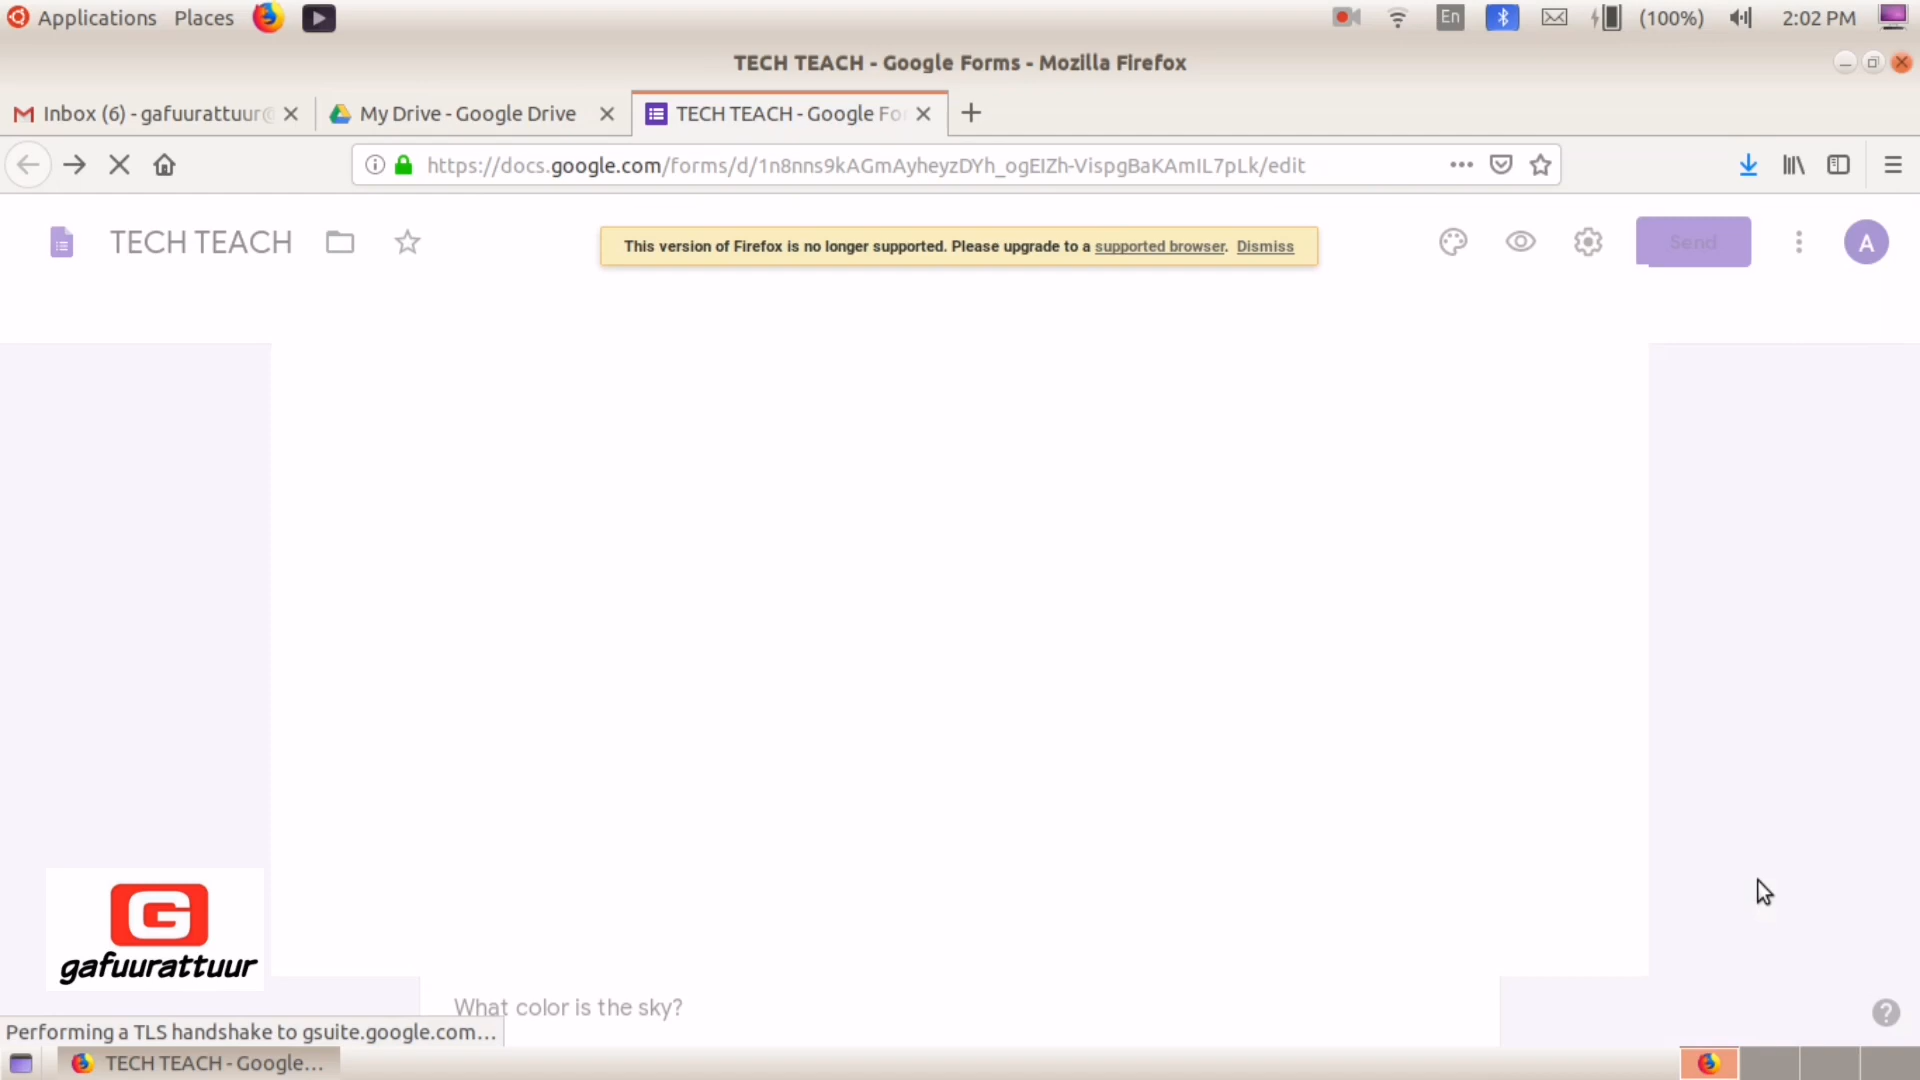 Applications Places En (100%) 2:02 PM
TECH TEACH - Google Forms - Mozilla Firefox
Inbox (6) - gafuurattuur@ My Drive - Google Drive TECH TEACH - Google Fo
https://docs.google.com/forms/d/1n8nns9kAGmAyheyzDYh_ogEIZh-VispgBaKAmIL7pLk/edit
TECH TEACH This version of Firefox is no longer supported. Please upgrade to a supported browser. Dismiss Send A
G
gafuurattuur
What color is the sky?
Performing a TLS handshake to gsuite.google.com...
TECH TEACH - Google...